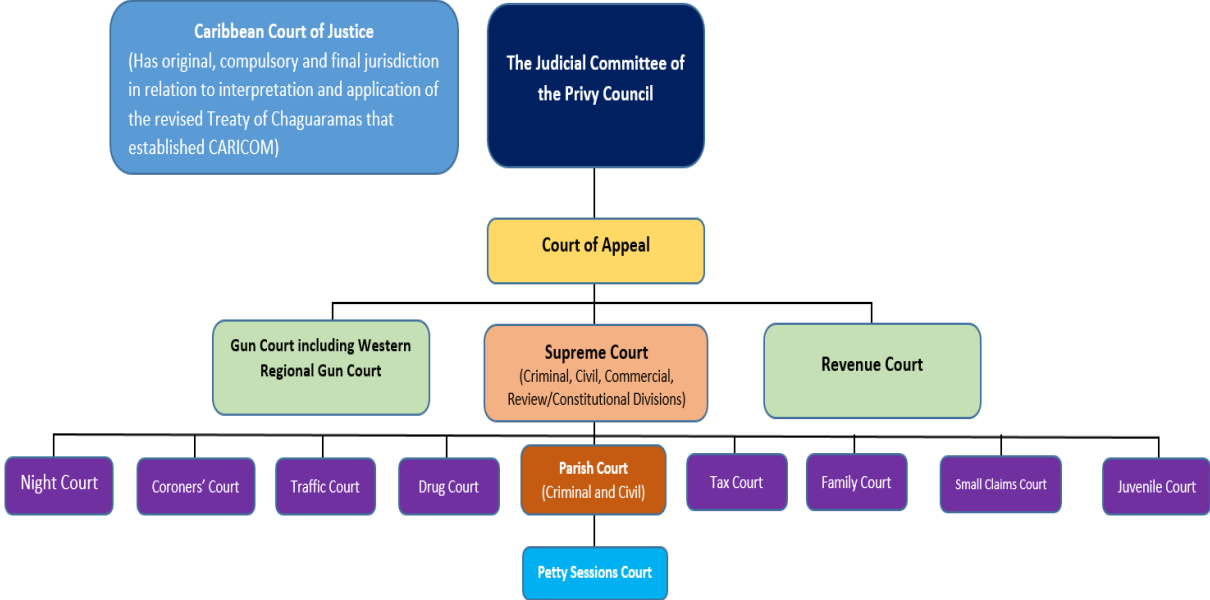 Caribbean Court of Justice
(Has original, compulsory and final jurisdiction
in relation to interpretation and application of
the revised Treaty of Chaguaramas that
established CARICOM)
The Judicial Committee of
the Privy Council
Court of Appeal
Gun Court including Western
Regional Gun Court
Supreme Court
(Criminal, Civil, Commercial,
Review/Constitutional Divisions)
Revenue Court
Night Court
Coroners' Court
Traffic Court
Drug Court
Parish Court
(Criminal and Civil)
Tax Court
Family Court
Small Claims Court
Juvenile Court
Petty Sessions Court